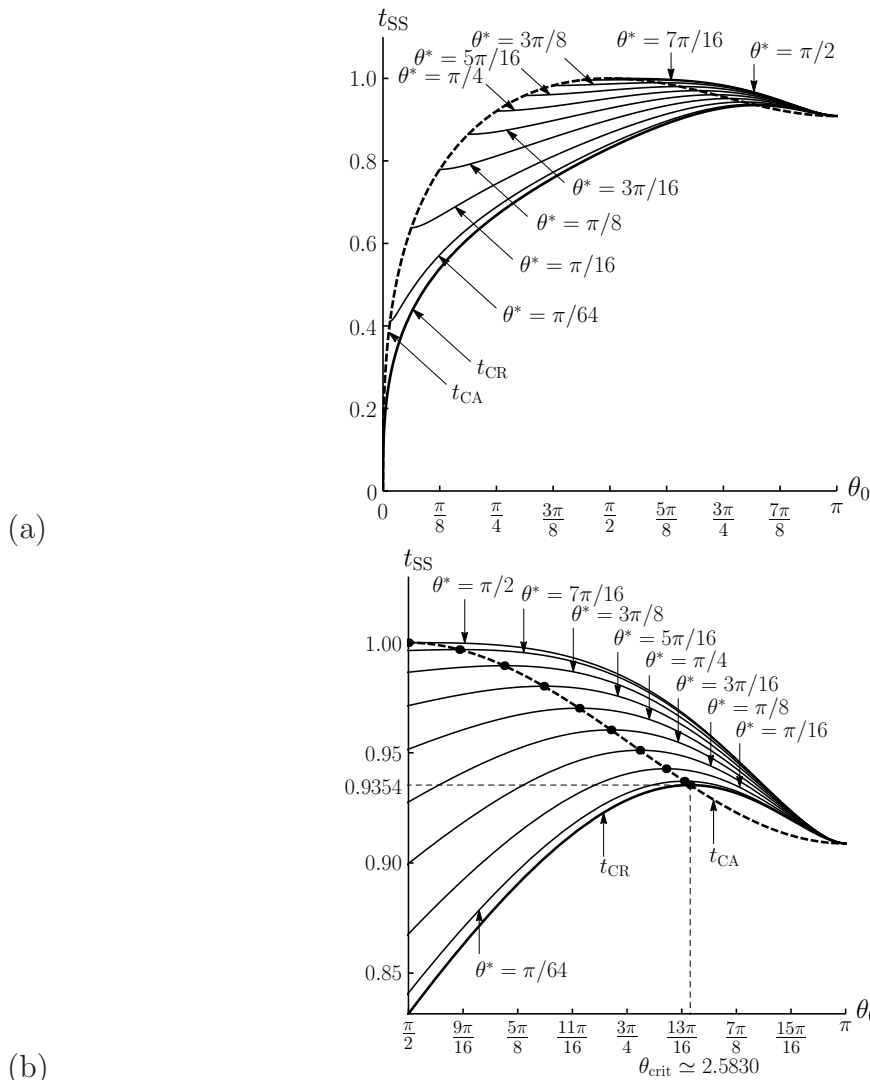 t_SS
θ* = 3π/8
θ* = 7π/16
θ* = π/2
θ* = 5π/16
θ* = π/4
1.0
0.8
θ* = 3π/16
θ* = π/8
0.6
θ* = π/16
θ* = π/64
0.4
t_CR
t_CA
0.2
0
θ_0
0 π/8 π/4 3π/8 π/2 5π/8 3π/4 7π/8 π
(a)
t_SS
θ* = π/2
θ* = 7π/16
θ* = 3π/8
1.00
θ* = 5π/16
θ* = π/4
θ* = 3π/16
θ* = π/8
θ* = π/16
0.95
0.9354
0.90
t_CR
t_CA
θ* = π/64
0.85
θ_0
π/2 9π/16 5π/8 11π/16 3π/4 13π/16 7π/8 15π/16 π
θ_crit ≃ 2.5830
(b)